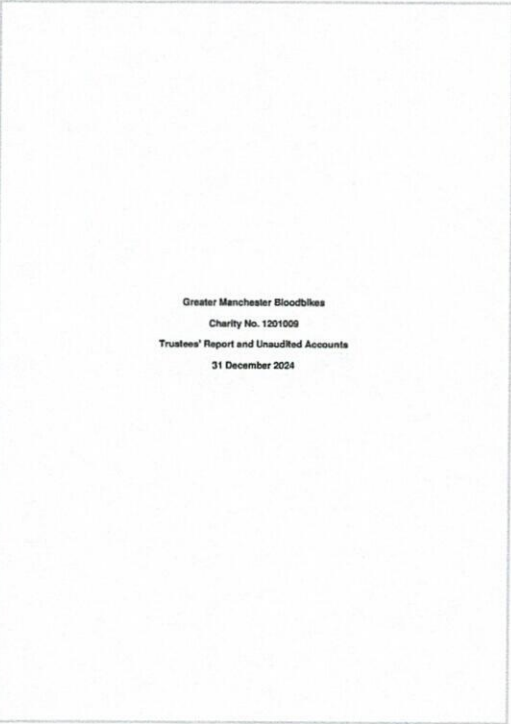 Greater Manchester Bloodbikes
Charity No. 1201009
Trustees' Report and Unaudited Accounts
31 December 2024